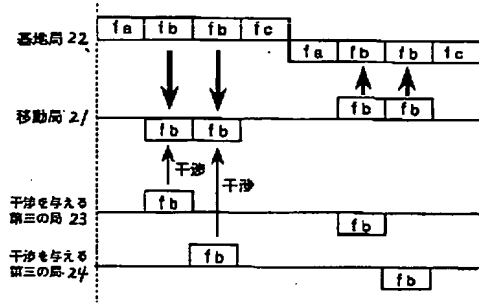 基地局 22
fa fb fb fc
fa fb fb fc
移動局 21
fb fb
fb fb
干渉
干渉
干渉を与える
第三の局 23
fb
fb
干渉を与える
第三の局 24
fb
fb